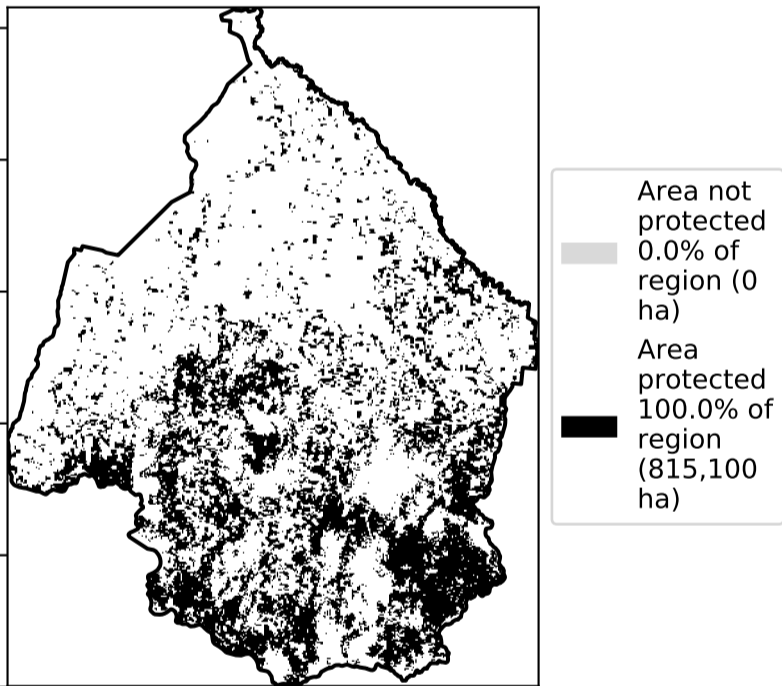 Area not
protected
0.0% of
region (0
ha)
Area
protected
100.0% of
region
(815,100
ha)